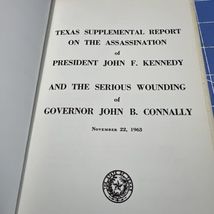 TEXAS SUPPLEMENTAL REPORT
ON THE ASSASSINATION
of
PRESIDENT JOHN F. KENNEDY
AND THE SERIOUS WOUNDING
of
GOVERNOR JOHN B. CONNALLY
NOVEMBER 22, 1963